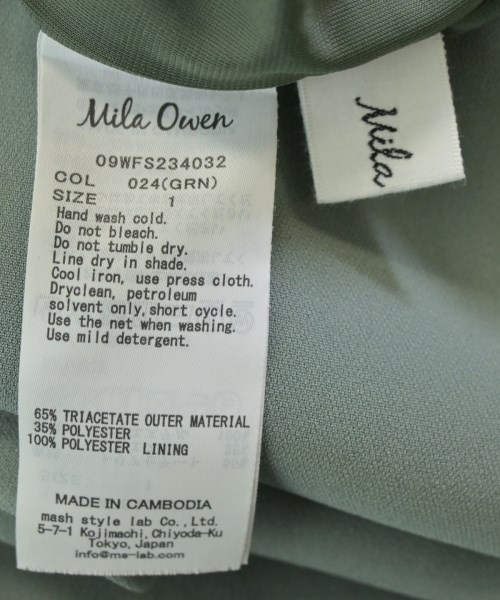 Mila Owen
Mila
09WFS234032
COL 024(GRN)
SIZE 1
Hand wash cold.
Do not bleach.
Do not tumble dry.
Line dry in shade.
Cool iron, use press cloth.
Dryclean, petroleum
solvent only,short cycle.
Use the net when washing.
Use mild detergent.
65% TRIACETATE OUTER MATERIAL
35% POLYESTER
100% POLYESTER LINING
MADE IN CAMBODIA
mash style lab Co.,Ltd.
5-7-1 Kojimachi,Chiyoda-Ku
Tokyo, Japan
info@ms-lab.com